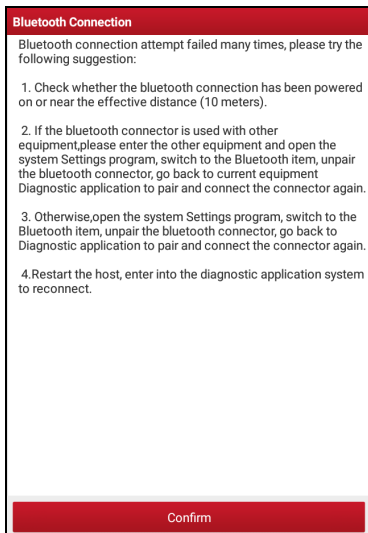 Bluetooth Connection
Bluetooth connection attempt failed many times, please try the
following suggestion:
1. Check whether the bluetooth connection has been powered
on or near the effective distance (10 meters).
2. If the bluetooth connector is used with other
equipment,please enter the other equipment and open the
system Settings program, switch to the Bluetooth item, unpair
the bluetooth connector, go back to current equipment
Diagnostic application to pair and connect the connector again.
3. Otherwise,open the system Settings program, switch to the
Bluetooth item, unpair the bluetooth connector, go back to
Diagnostic application to pair and connect the connector again.
4.Restart the host, enter into the diagnostic application system
to reconnect.
Confirm